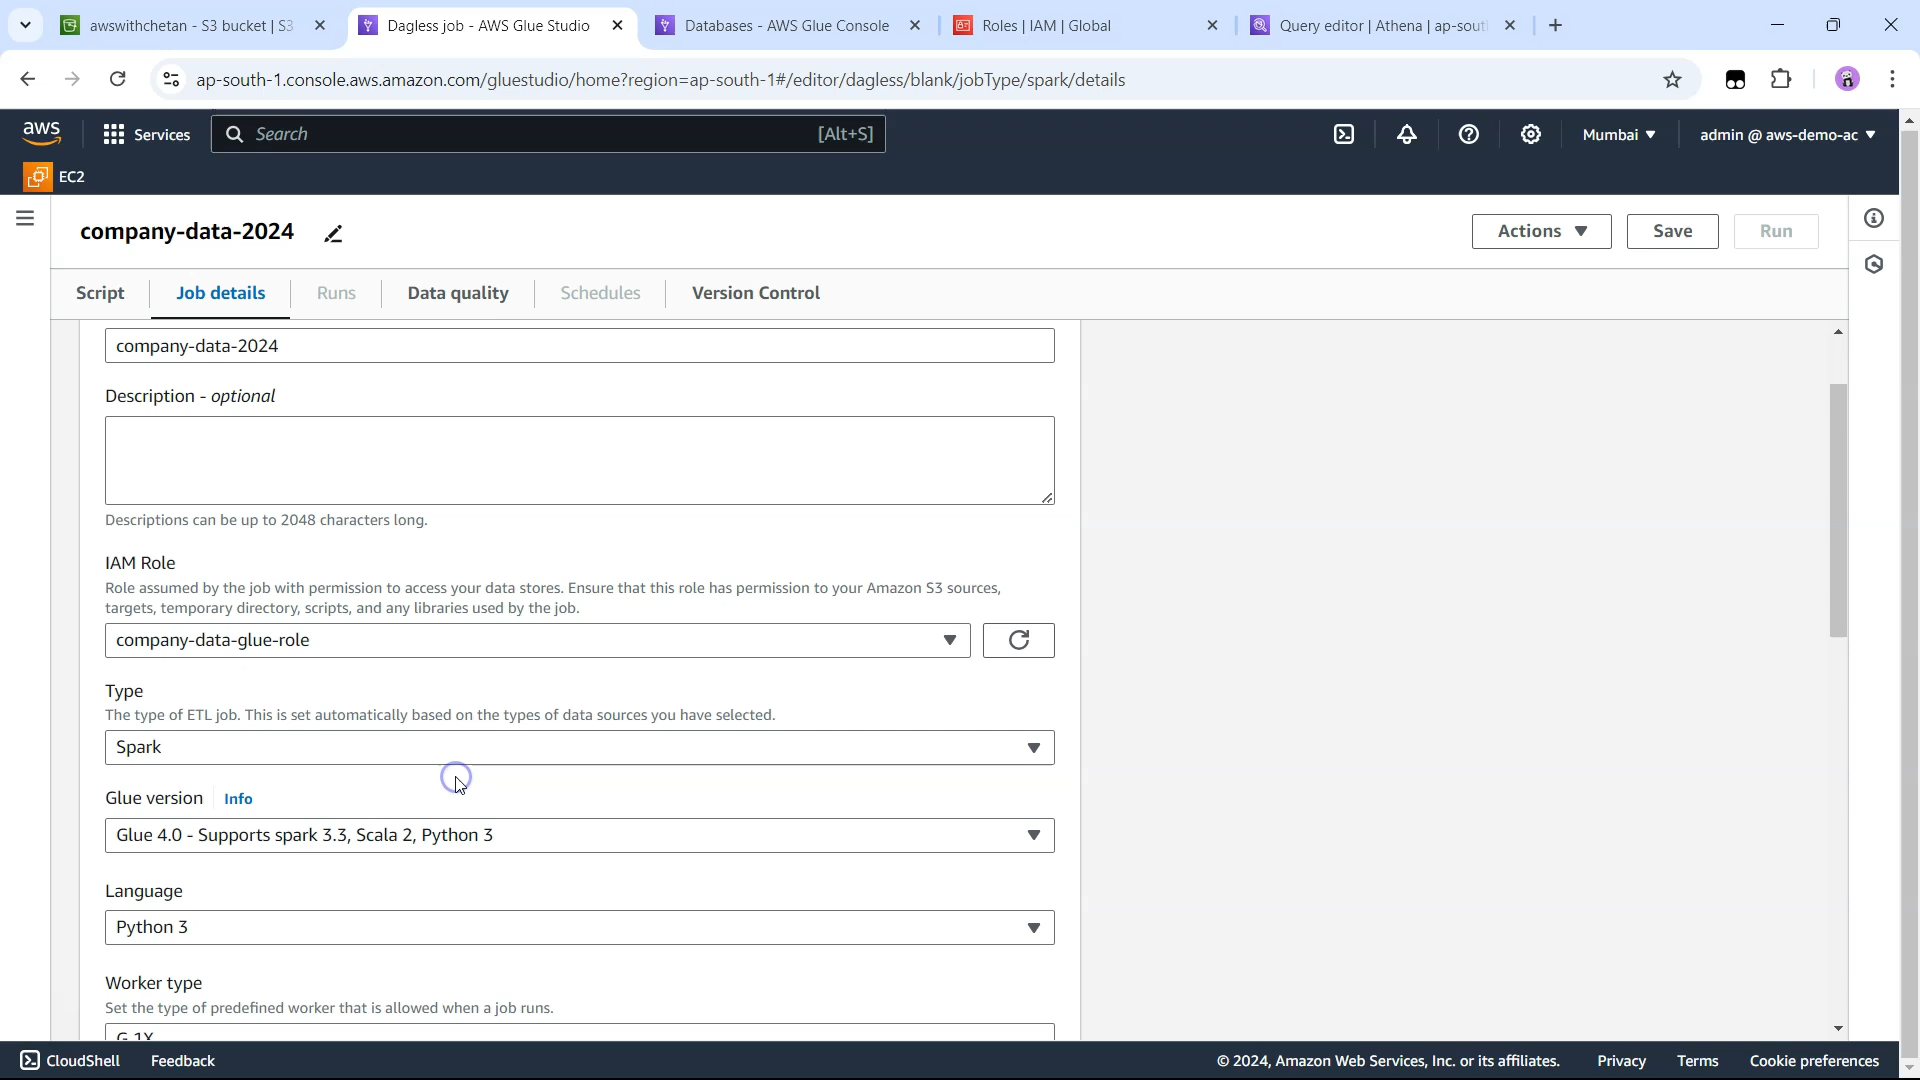 awswithchetan - S3 bucket | S3
Dagless job - AWS Glue Studio
Databases - AWS Glue Console
Roles | IAM | Global
Query editor | Athena | ap-sout
ap-south-1.console.aws.amazon.com/gluestudio/home?region=ap-south-1#/editor/dagless/blank/jobType/spark/details
aws
Services
Search
[Alt+S]
Mumbai
admin @ aws-demo-ac
EC2
company-data-2024
Actions
Save
Run
Script
Job details
Runs
Data quality
Schedules
Version Control
company-data-2024
Description - optional
Descriptions can be up to 2048 characters long.
IAM Role
Role assumed by the job with permission to access your data stores. Ensure that this role has permission to your Amazon S3 sources,
targets, temporary directory, scripts, and any libraries used by the job.
company-data-glue-role
Type
The type of ETL job. This is set automatically based on the types of data sources you have selected.
Spark
Glue version
Info
Glue 4.0 - Supports spark 3.3, Scala 2, Python 3
Language
Python 3
Worker type
Set the type of predefined worker that is allowed when a job runs.
G 1X
CloudShell
Feedback
© 2024, Amazon Web Services, Inc. or its affiliates.
Privacy
Terms
Cookie preferences